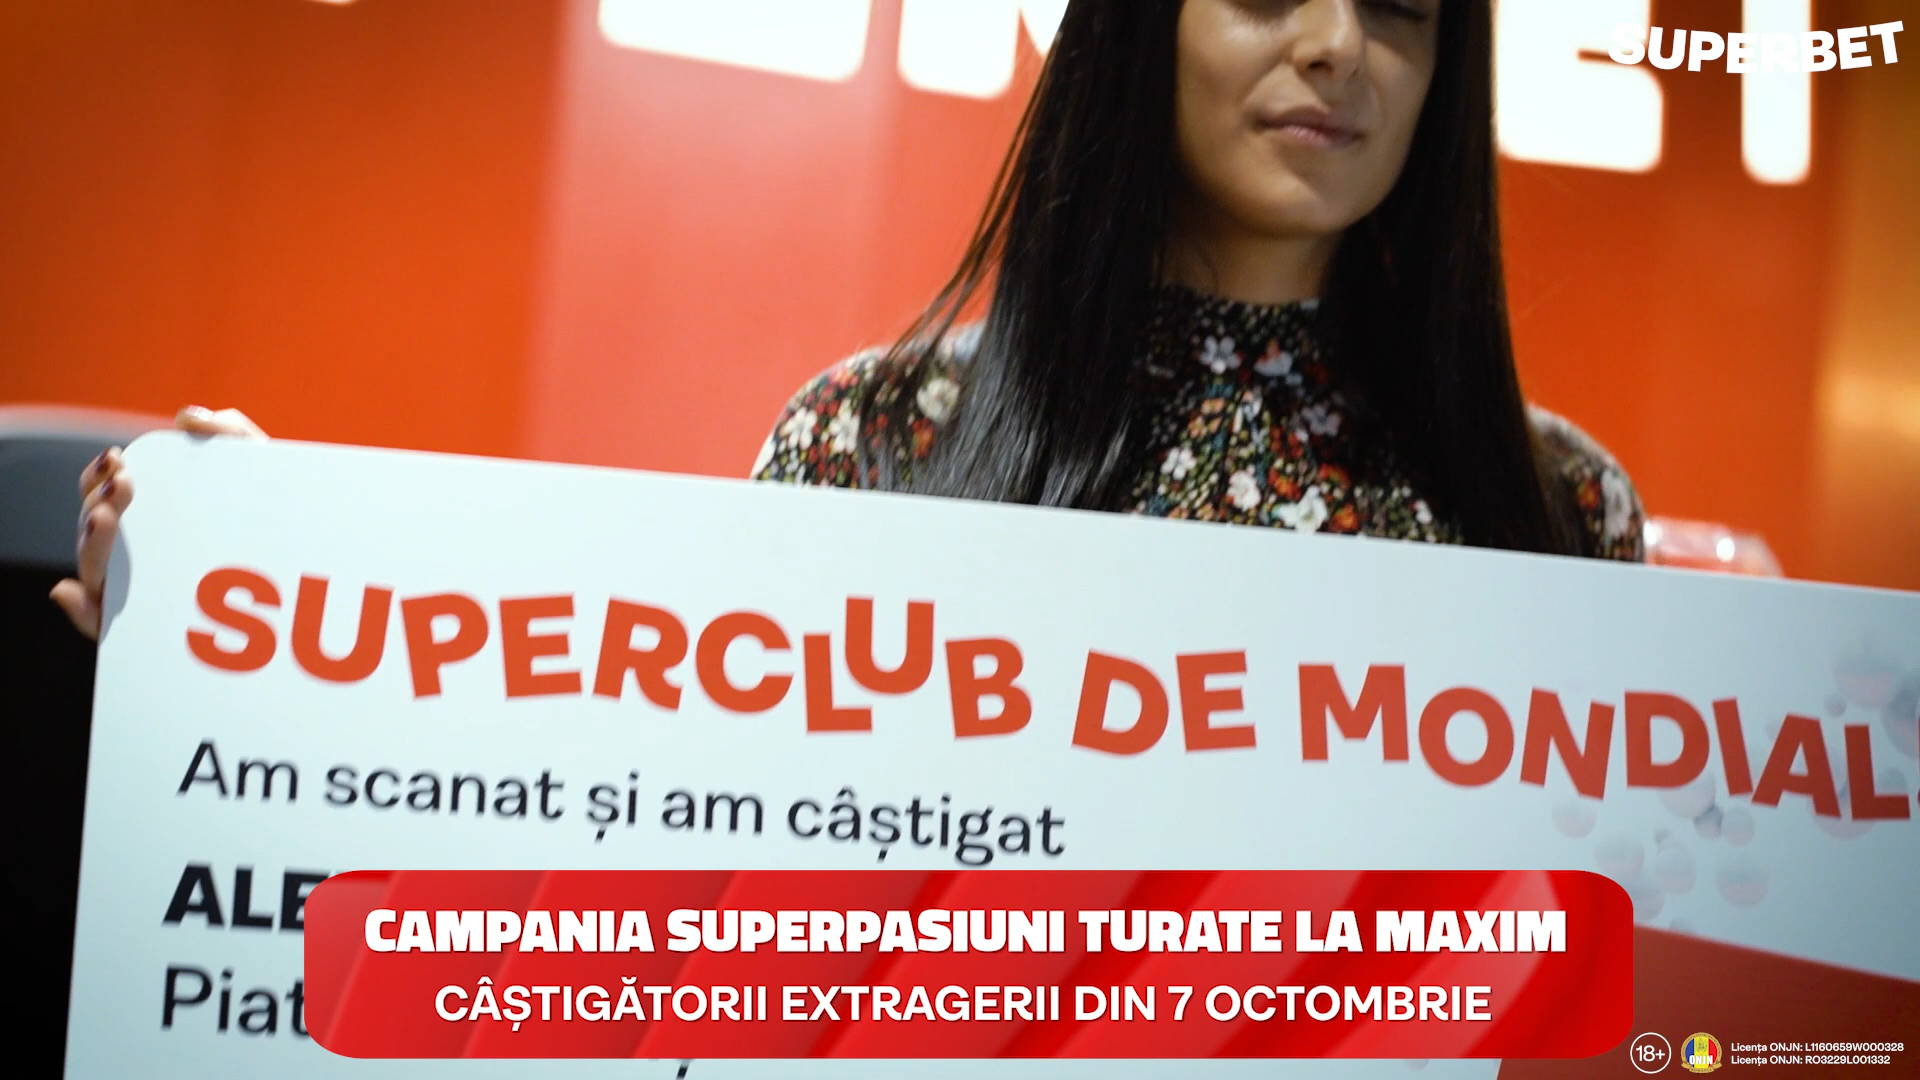 SUPERBET
SUPERCLUB DE MONDIAL!
Am scanat și am câștigat
CAMPANIA SUPERPASIUNI TURATE LA MAXIM
CÂȘTIGĂTORII EXTRAGERII DIN 7 OCTOMBRIE
18+
ONJN
Licența ONJN: L1160659W000328
Licența ONJN: RO3229L001332